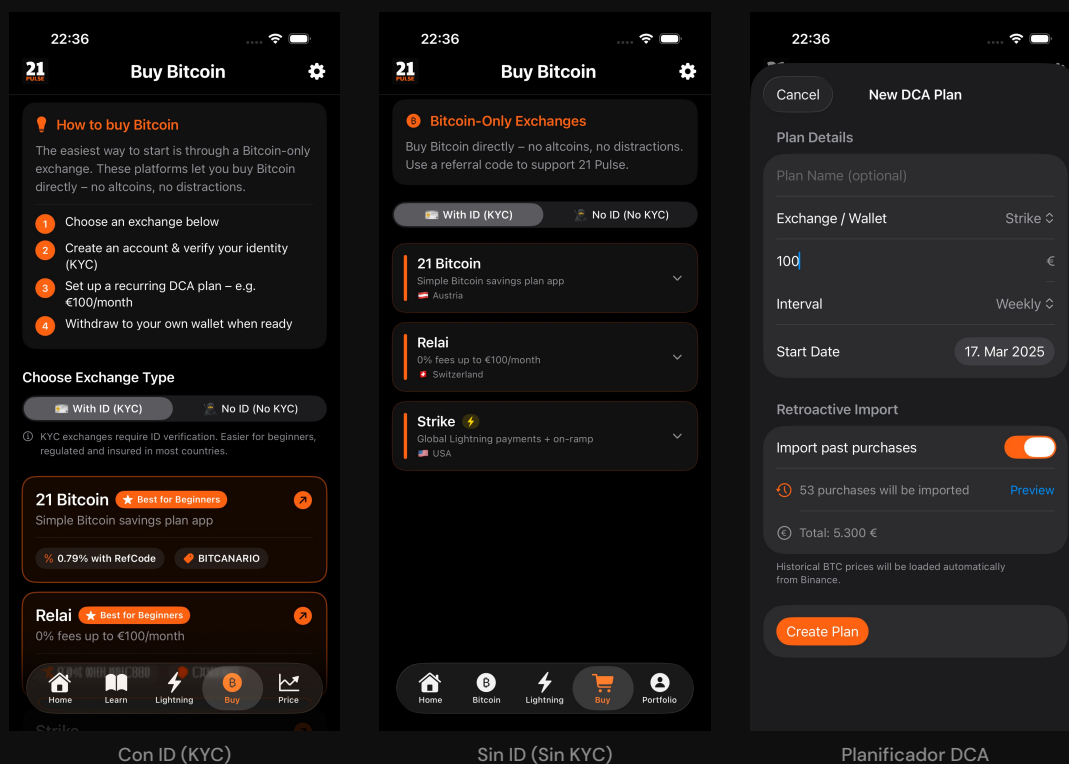 22:36
21
PULSE
Buy Bitcoin
How to buy Bitcoin
The easiest way to start is through a Bitcoin-only
exchange. These platforms let you buy Bitcoin
directly – no altcoins, no distractions.
1 Choose an exchange below
2 Create an account & verify your identity
(KYC)
3 Set up a recurring DCA plan – e.g.
€100/month
4 Withdraw to your own wallet when ready
Choose Exchange Type
With ID (KYC)
No ID (No KYC)
KYC exchanges require ID verification. Easier for beginners,
regulated and insured in most countries.
21 Bitcoin
Best for Beginners
Simple Bitcoin savings plan app
% 0.79% with RefCode
BITCANARIO
Relai
Best for Beginners
0% fees up to €100/month
Home
Learn
Lightning
Buy
Price
Strike
Con ID (KYC)
22:36
21
PULSE
Buy Bitcoin
Bitcoin-Only Exchanges
Buy Bitcoin directly – no altcoins, no distractions.
Use a referral code to support 21 Pulse.
With ID (KYC)
No ID (No KYC)
21 Bitcoin
Simple Bitcoin savings plan app
Austria
Relai
0% fees up to €100/month
Switzerland
Strike
Global Lightning payments + on-ramp
USA
Home
Bitcoin
Lightning
Buy
Portfolio
Sin ID (Sin KYC)
22:36
Cancel
New DCA Plan
Plan Details
Plan Name (optional)
Exchange / Wallet
Strike
100
€
Interval
Weekly
Start Date
17. Mar 2025
Retroactive Import
Import past purchases
53 purchases will be imported
Preview
€ Total: 5.300 €
Historical BTC prices will be loaded automatically
from Binance.
Create Plan
Planificador DCA